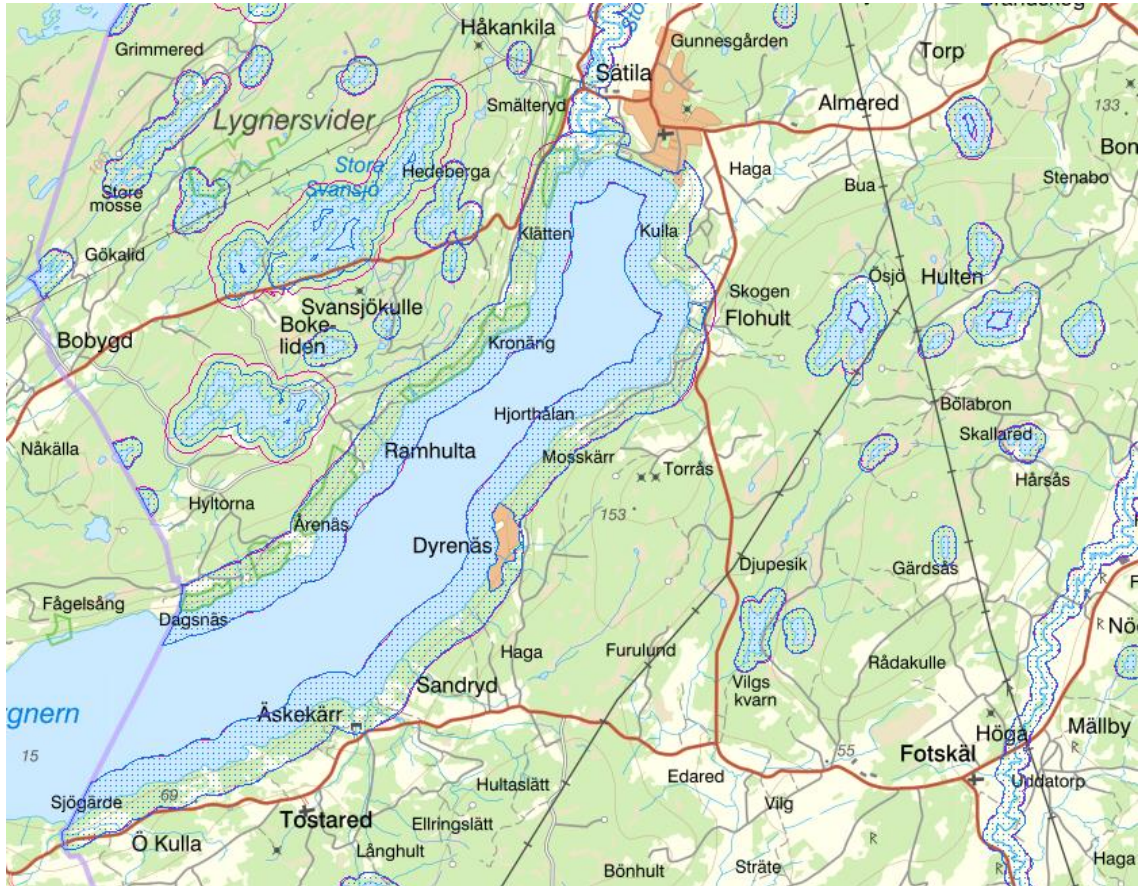 Grimmered
Håkankila
Gunnesgården
Torp
Sätila
Smälteryd
Almered
133
Lygnersvider
Store
Svansjö
Hedeberga
Haga
Bua
Stenabo
Store
mosse
Gökalid
Klätten
Kulla
Ösjö
Hulten
Skogen
Flohult
Svansjökulle
Boke-
liden
Bobygd
Kronäng
Hjorthålan
Bölabron
Skallared
Nåkälla
Ramhulta
Mosskärr
Torrås
Hårsås
Hyltorna
Årenäs
153
Dyrenäs
Djupesik
Gärdsås
Fågelsång
Dagsnäs
Haga
Furulund
Rådakulle
Sandryd
Vilgs
kvarn
Äskekärr
gnern
15
Höga
Mällby
55
Fotskäl
Edared
Hultaslätt
Uddatorp
Sjögärde
69
Vilg
Tostared
Ellringslätt
Ö Kulla
Långhult
Bönhult
Sträte
Haga